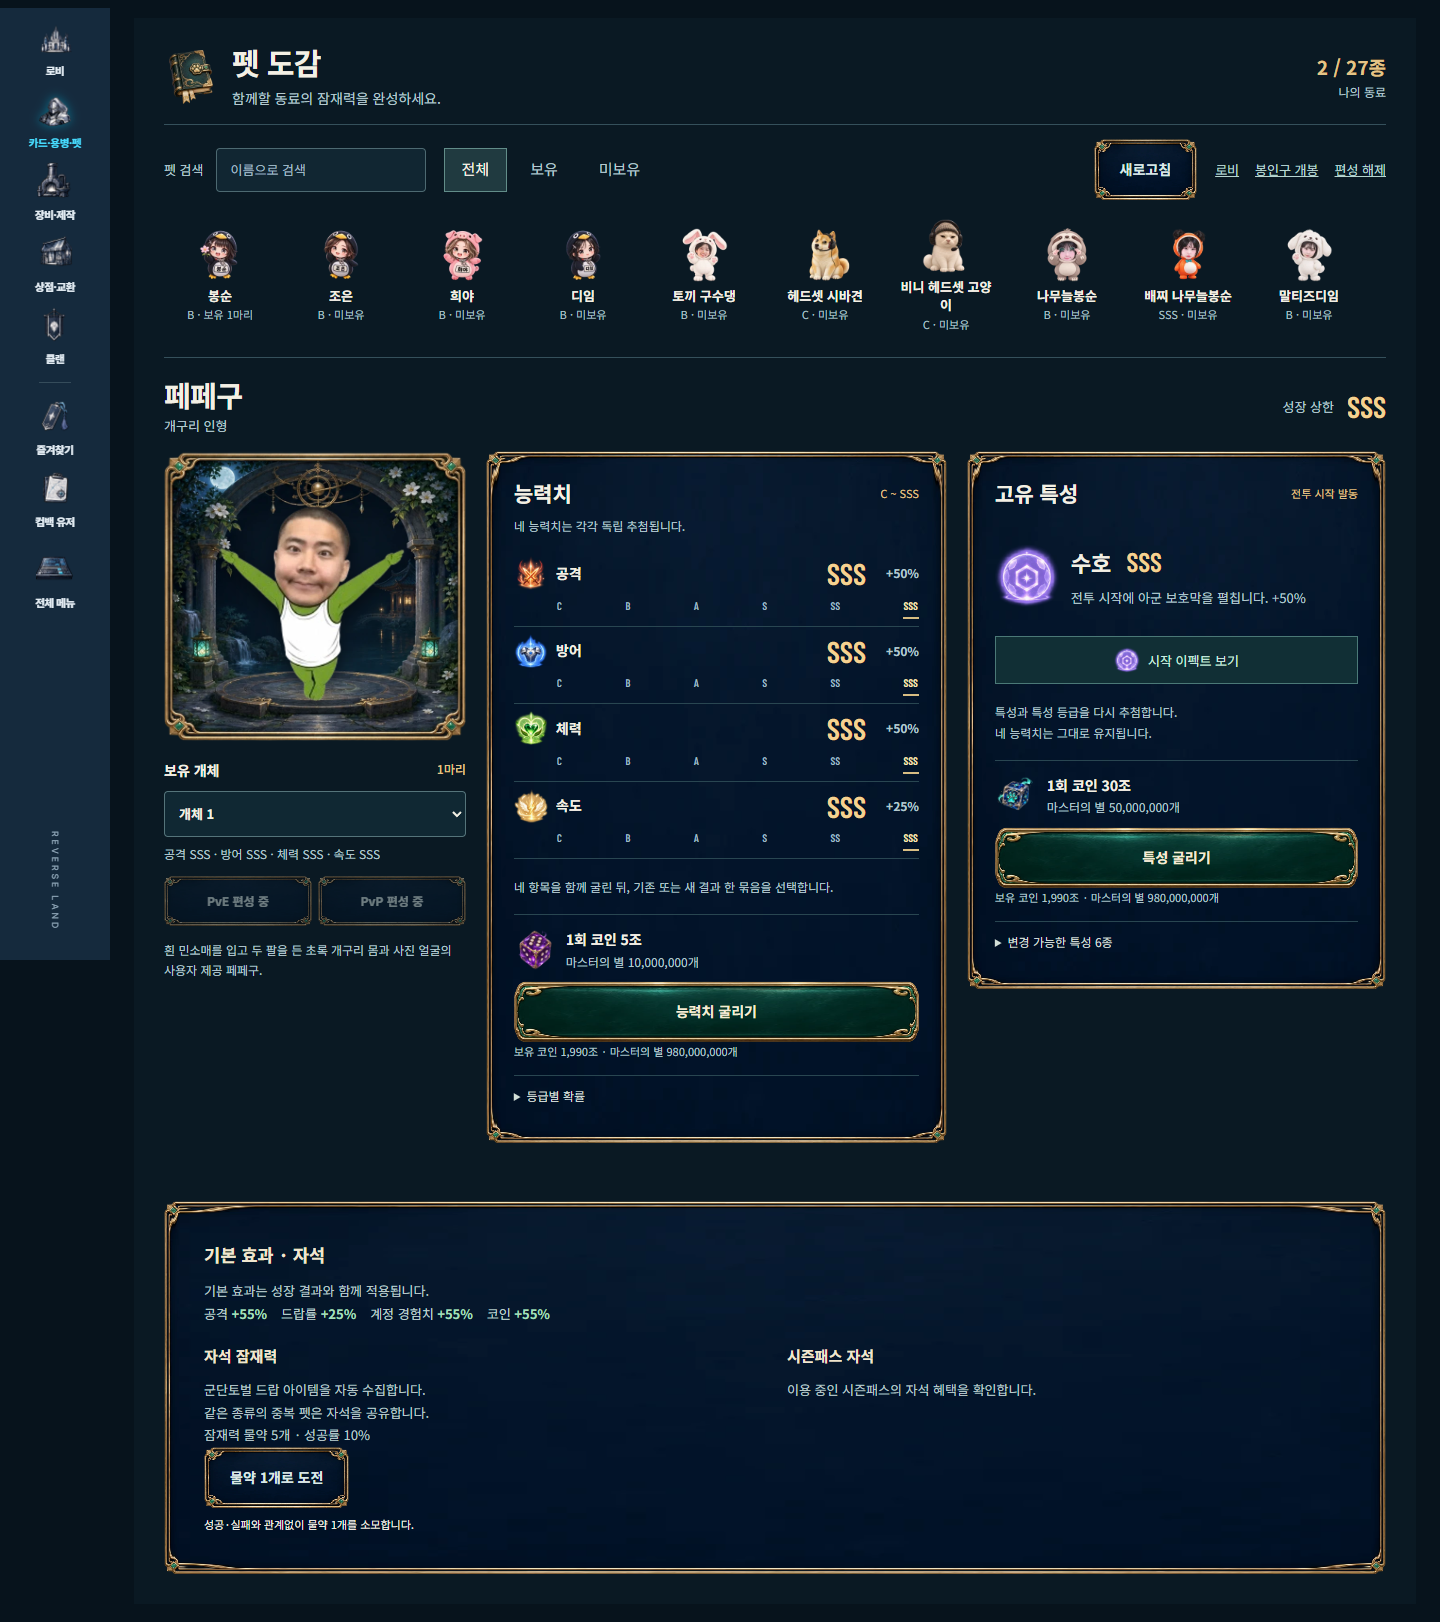 로비
카드·용병·펫
장비·제작
상점·교환
클랜
즐겨찾기
컴백 유저
전체 메뉴
REVERSE LAND
펫 도감
함께할 동료의 잠재력을 완성하세요.
2 / 27종
나의 동료
펫 검색
이름으로 검색
전체
보유
미보유
새로고침
로비
봉인구 개봉
편성 해제
봉순
B · 보유 1마리
조은
B · 미보유
희야
B · 미보유
디임
B · 미보유
토끼 구수댕
B · 미보유
헤드셋 시바견
C · 미보유
비니 헤드셋 고양
이
C · 미보유
나무늘봉순
B · 미보유
배찌 나무늘봉순
SSS · 미보유
말티즈디임
B · 미보유
페페구
개구리 인형
성장 상한 SSS
보유 개체
1마리
개체 1
공격 SSS · 방어 SSS · 체력 SSS · 속도 SSS
PvE 편성 중
PvP 편성 중
흰 민소매를 입고 두 팔을 든 초록 개구리 몸과 사진 얼굴의
사용자 제공 페페구.
능력치
C ~ SSS
네 능력치는 각각 독립 추첨됩니다.
공격 SSS +50%
C B A S SS SSS
방어 SSS +50%
C B A S SS SSS
체력 SSS +50%
C B A S SS SSS
속도 SSS +25%
C B A S SS SSS
네 항목을 함께 굴린 뒤, 기존 또는 새 결과 한 묶음을 선택합니다.
1회 코인 5조
마스터의 별 10,000,000개
능력치 굴리기
보유 코인 1,990조 · 마스터의 별 980,000,000개
▶ 등급별 확률
고유 특성
전투 시작 발동
수호 SSS
전투 시작에 아군 보호막을 펼칩니다. +50%
시작 이펙트 보기
특성과 특성 등급을 다시 추첨합니다.
네 능력치는 그대로 유지됩니다.
1회 코인 30조
마스터의 별 50,000,000개
특성 굴리기
보유 코인 1,990조 · 마스터의 별 980,000,000개
▶ 변경 가능한 특성 6종
기본 효과 · 자석
기본 효과는 성장 결과와 함께 적용됩니다.
공격 +55% 드랍률 +25% 계정 경험치 +55% 코인 +55%
자석 잠재력
군단토벌 드랍 아이템을 자동 수집합니다.
같은 종류의 중복 펫은 자석을 공유합니다.
잠재력 물약 5개 · 성공률 10%
물약 1개로 도전
성공·실패와 관계없이 물약 1개를 소모합니다.
시즌패스 자석
이용 중인 시즌패스의 자석 혜택을 확인합니다.